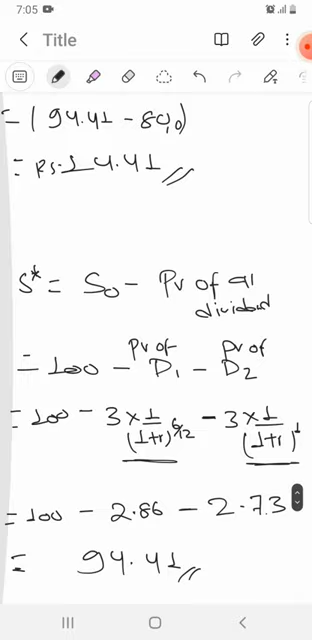 7:05
Title
= (94.41 - 80,0)
= RS.14.41 //
S* = S0 - PV of all dividend
= 100 - PV of D1 - PV of D2
= 100 - 3 × 1/(1+r)^6/12 - 3 × 1/(1+r)^1
= 100 - 2.86 - 2.73
= 94.41 //